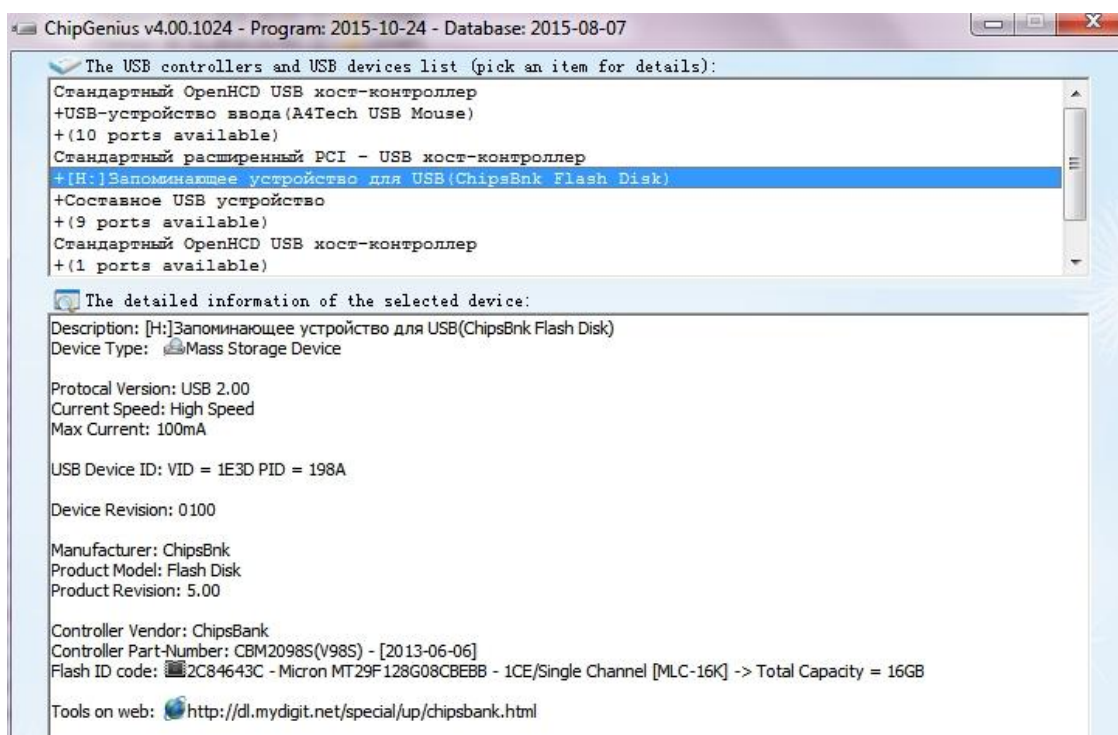 ChipGenius v4.00.1024 - Program: 2015-10-24 - Database: 2015-08-07
The USB controllers and USB devices list (pick an item for details):
Стандартный OpenHCD USB хост-контроллер
+USB-устройство ввода(A4Tech USB Mouse)
+(10 ports available)
Стандартный расширенный PCI - USB хост-контроллер
+[H:]Запоминающее устройство для USB(ChipsBnk Flash Disk)
+Составное USB устройство
+(9 ports available)
Стандартный OpenHCD USB хост-контроллер
+(1 ports available)
The detailed information of the selected device:
Description: [H:]Запоминающее устройство для USB(ChipsBnk Flash Disk)
Device Type: Mass Storage Device
Protocal Version: USB 2.00
Current Speed: High Speed
Max Current: 100mA
USB Device ID: VID = 1E3D PID = 198A
Device Revision: 0100
Manufacturer: ChipsBnk
Product Model: Flash Disk
Product Revision: 5.00
Controller Vendor: ChipsBank
Controller Part-Number: CBM2098S(V98S) - [2013-06-06]
Flash ID code: 2C84643C - Micron MT29F128G08CBEBB - 1CE/Single Channel [MLC-16K] -> Total Capacity = 16GB
Tools on web: http://dl.mydigit.net/special/up/chipsbank.html